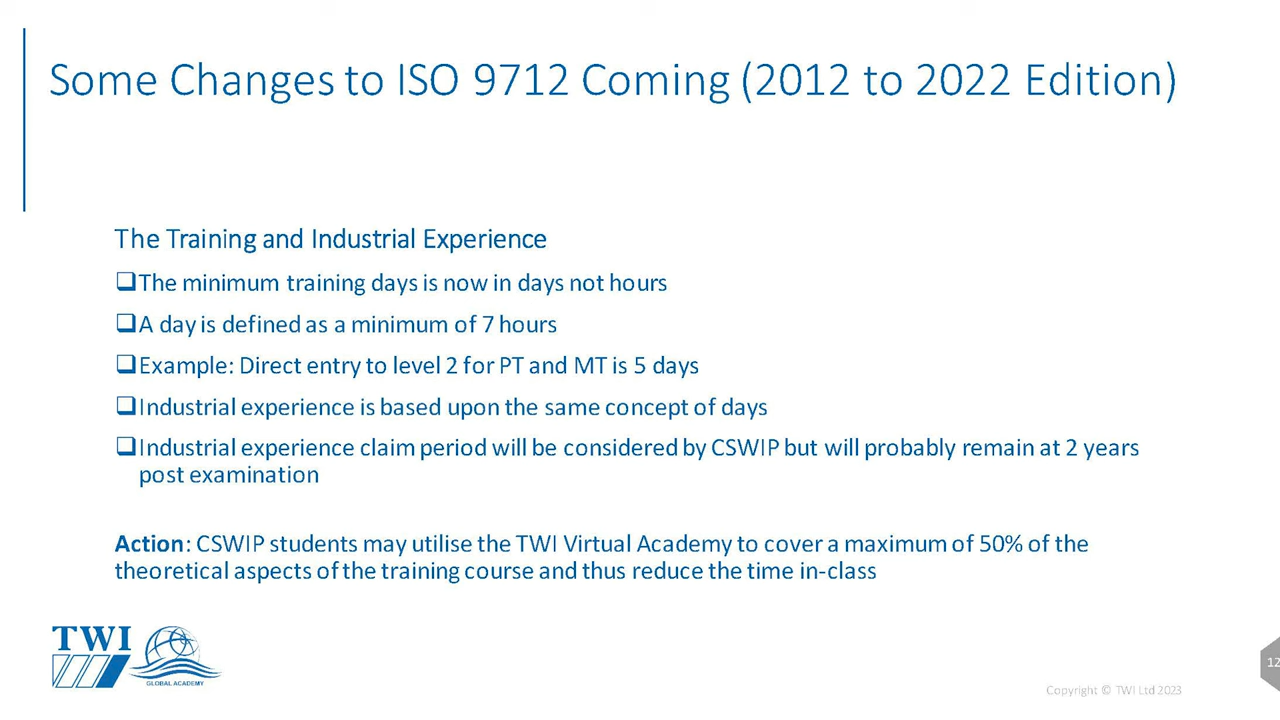 Some Changes to ISO 9712 Coming (2012 to 2022 Edition)
The Training and Industrial Experience
❑The minimum training days is now in days not hours
❑A day is defined as a minimum of 7 hours
❑Example: Direct entry to level 2 for PT and MT is 5 days
❑Industrial experience is based upon the same concept of days
❑Industrial experience claim period will be considered by CSWIP but will probably remain at 2 years
post examination
Action: CSWIP students may utilise the TWI Virtual Academy to cover a maximum of 50% of the
theoretical aspects of the training course and thus reduce the time in-class
TWI
GLOBAL ACADEMY
12
Copyright © TWI Ltd 2023